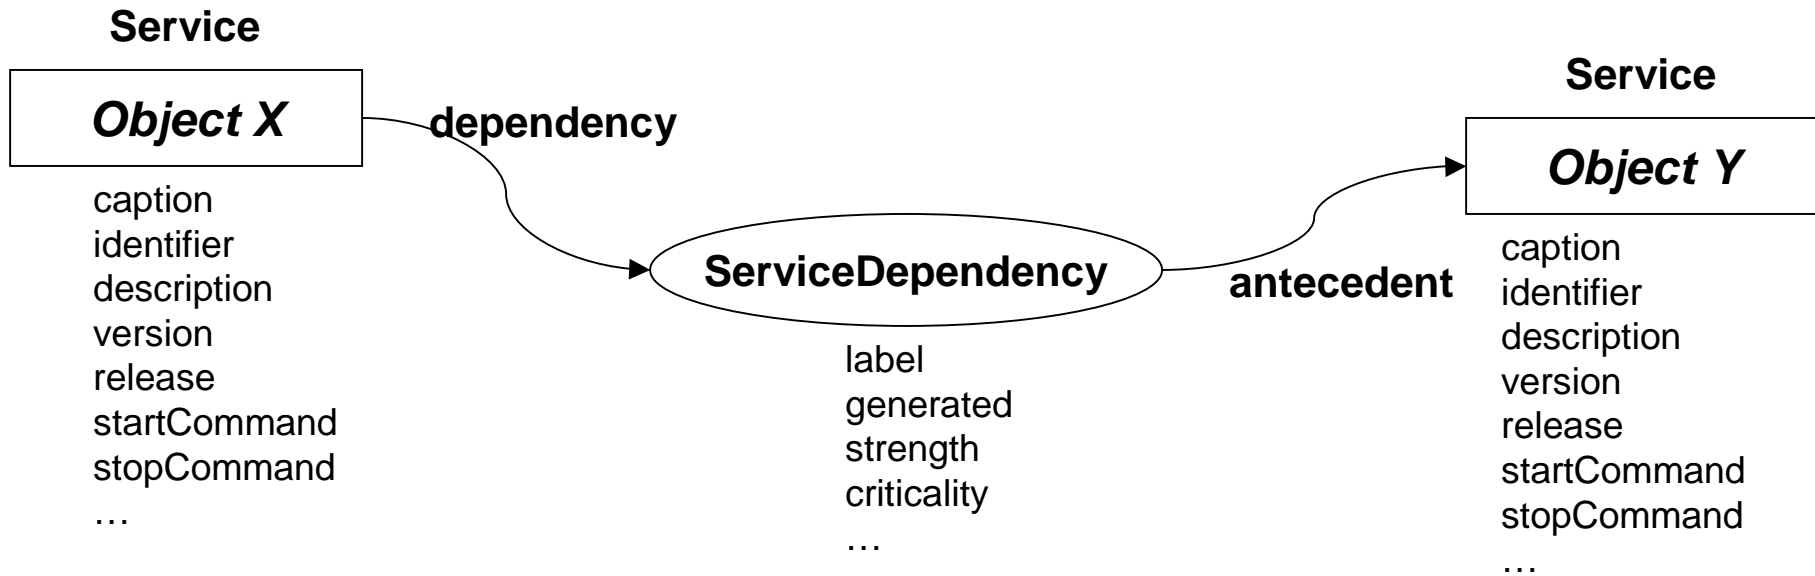 Service
Object X
caption
identifier
description
version
release
startCommand
stopCommand
…
dependency
ServiceDependency
label
generated
strength
criticality
…
antecedent
Service
Object Y
caption
identifier
description
version
release
startCommand
stopCommand
…